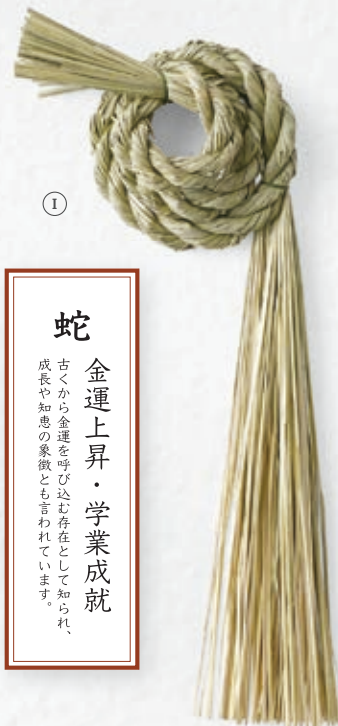 ①
蛇
金運上昇・学業成就
古くから金運を呼び込む存在として知られ、
成長や知恵の象徴とも言われています。